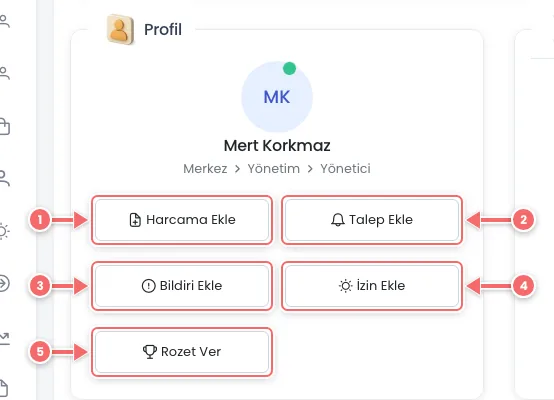 Profil
MK
Mert Korkmaz
Merkez > Yönetim > Yönetici
1 Harcama Ekle
Talep Ekle 2
3 Bildiri Ekle
İzin Ekle 4
5 Rozet Ver